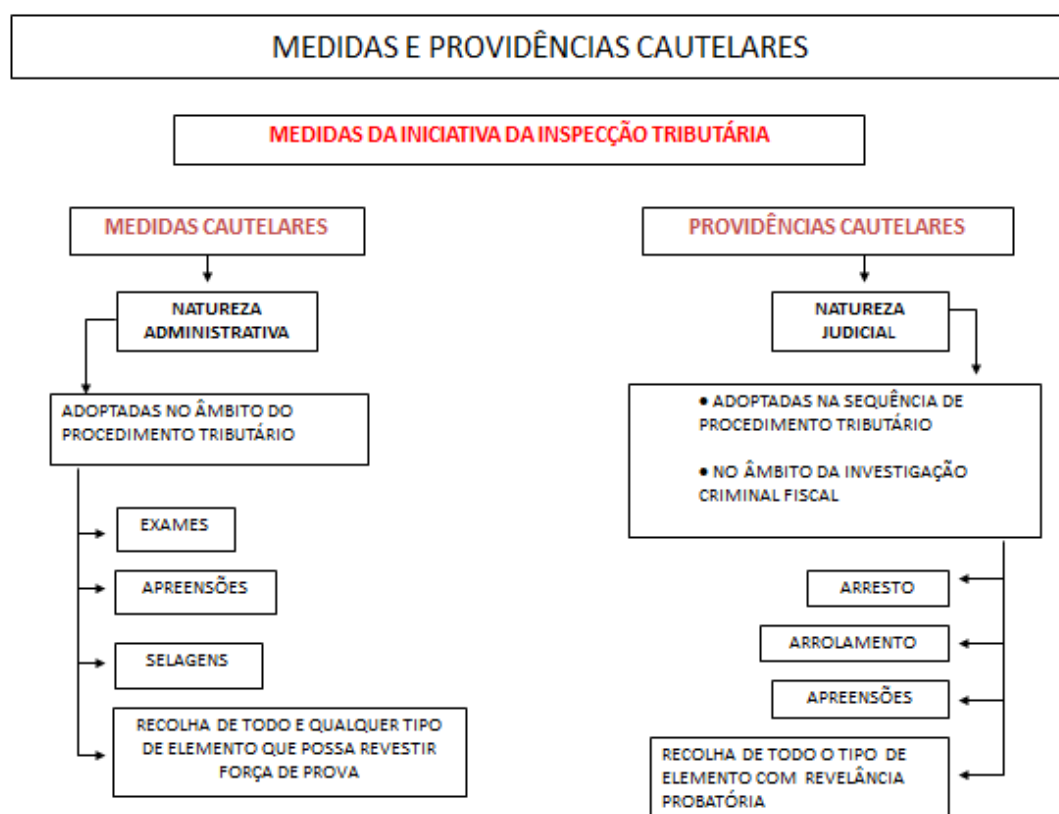 MEDIDAS E PROVIDÊNCIAS CAUTELARES
MEDIDAS DA INICIATIVA DA INSPECÇÃO TRIBUTÁRIA
MEDIDAS CAUTELARES
NATUREZA
ADMINISTRATIVA
ADOPTADAS NO ÂMBITO DO
PROCEDIMENTO TRIBUTÁRIO
EXAMES
APREENSÕES
SELAGENS
RECOLHA DE TODO E QUALQUER TIPO
DE ELEMENTO QUE POSSA REVESTIR
FORÇA DE PROVA
PROVIDÊNCIAS CAUTELARES
NATUREZA
JUDICIAL
• ADOPTADAS NA SEQUÊNCIA DE
PROCEDIMENTO TRIBUTÁRIO
• NO ÂMBITO DA INVESTIGAÇÃO
CRIMINAL FISCAL
ARRESTO
ARROLAMENTO
APREENSÕES
RECOLHA DE TODO O TIPO DE
ELEMENTO COM REVELÂNCIA
PROBATÓRIA